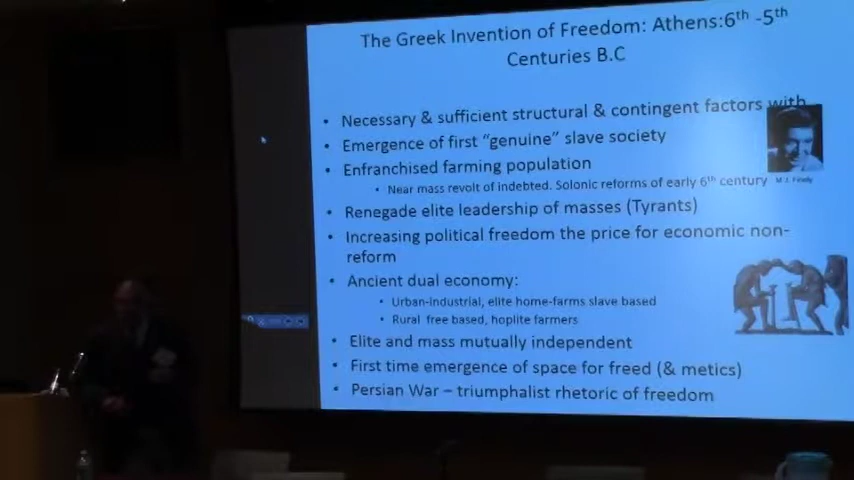 The Greek Invention of Freedom: Athens:6th -5th
Centuries B.C
• Necessary & sufficient structural & contingent factors with
• Emergence of first “genuine” slave society
• Enfranchised farming population
• Near mass revolt of indebted. Solonic reforms of early 6th century
M.I. Finley
• Renegade elite leadership of masses (Tyrants)
• Increasing political freedom the price for economic non-
reform
• Ancient dual economy:
• Urban-industrial, elite home-farms slave based
• Rural free based, hoplite farmers
• Elite and mass mutually independent
• First time emergence of space for freed (& metics)
• Persian War – triumphalist rhetoric of freedom